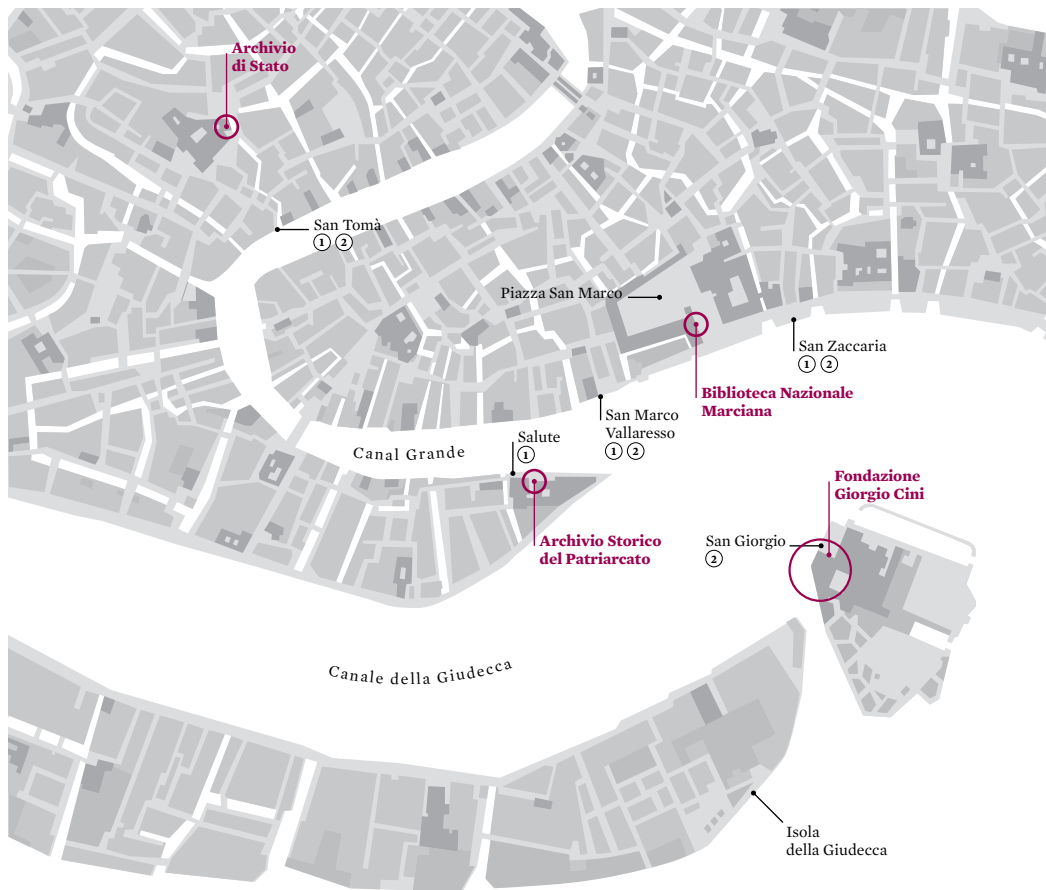 Archivio
di Stato
San Tomà
1 2
Piazza San Marco
San Zaccaria
1 2
Biblioteca Nazionale
Marciana
San Marco
Vallaresso
1 2
Salute
1
Canal Grande
Fondazione
Giorgio Cini
Archivio Storico
del Patriarcato
San Giorgio
2
Canale della Giudecca
Isola
della Giudecca